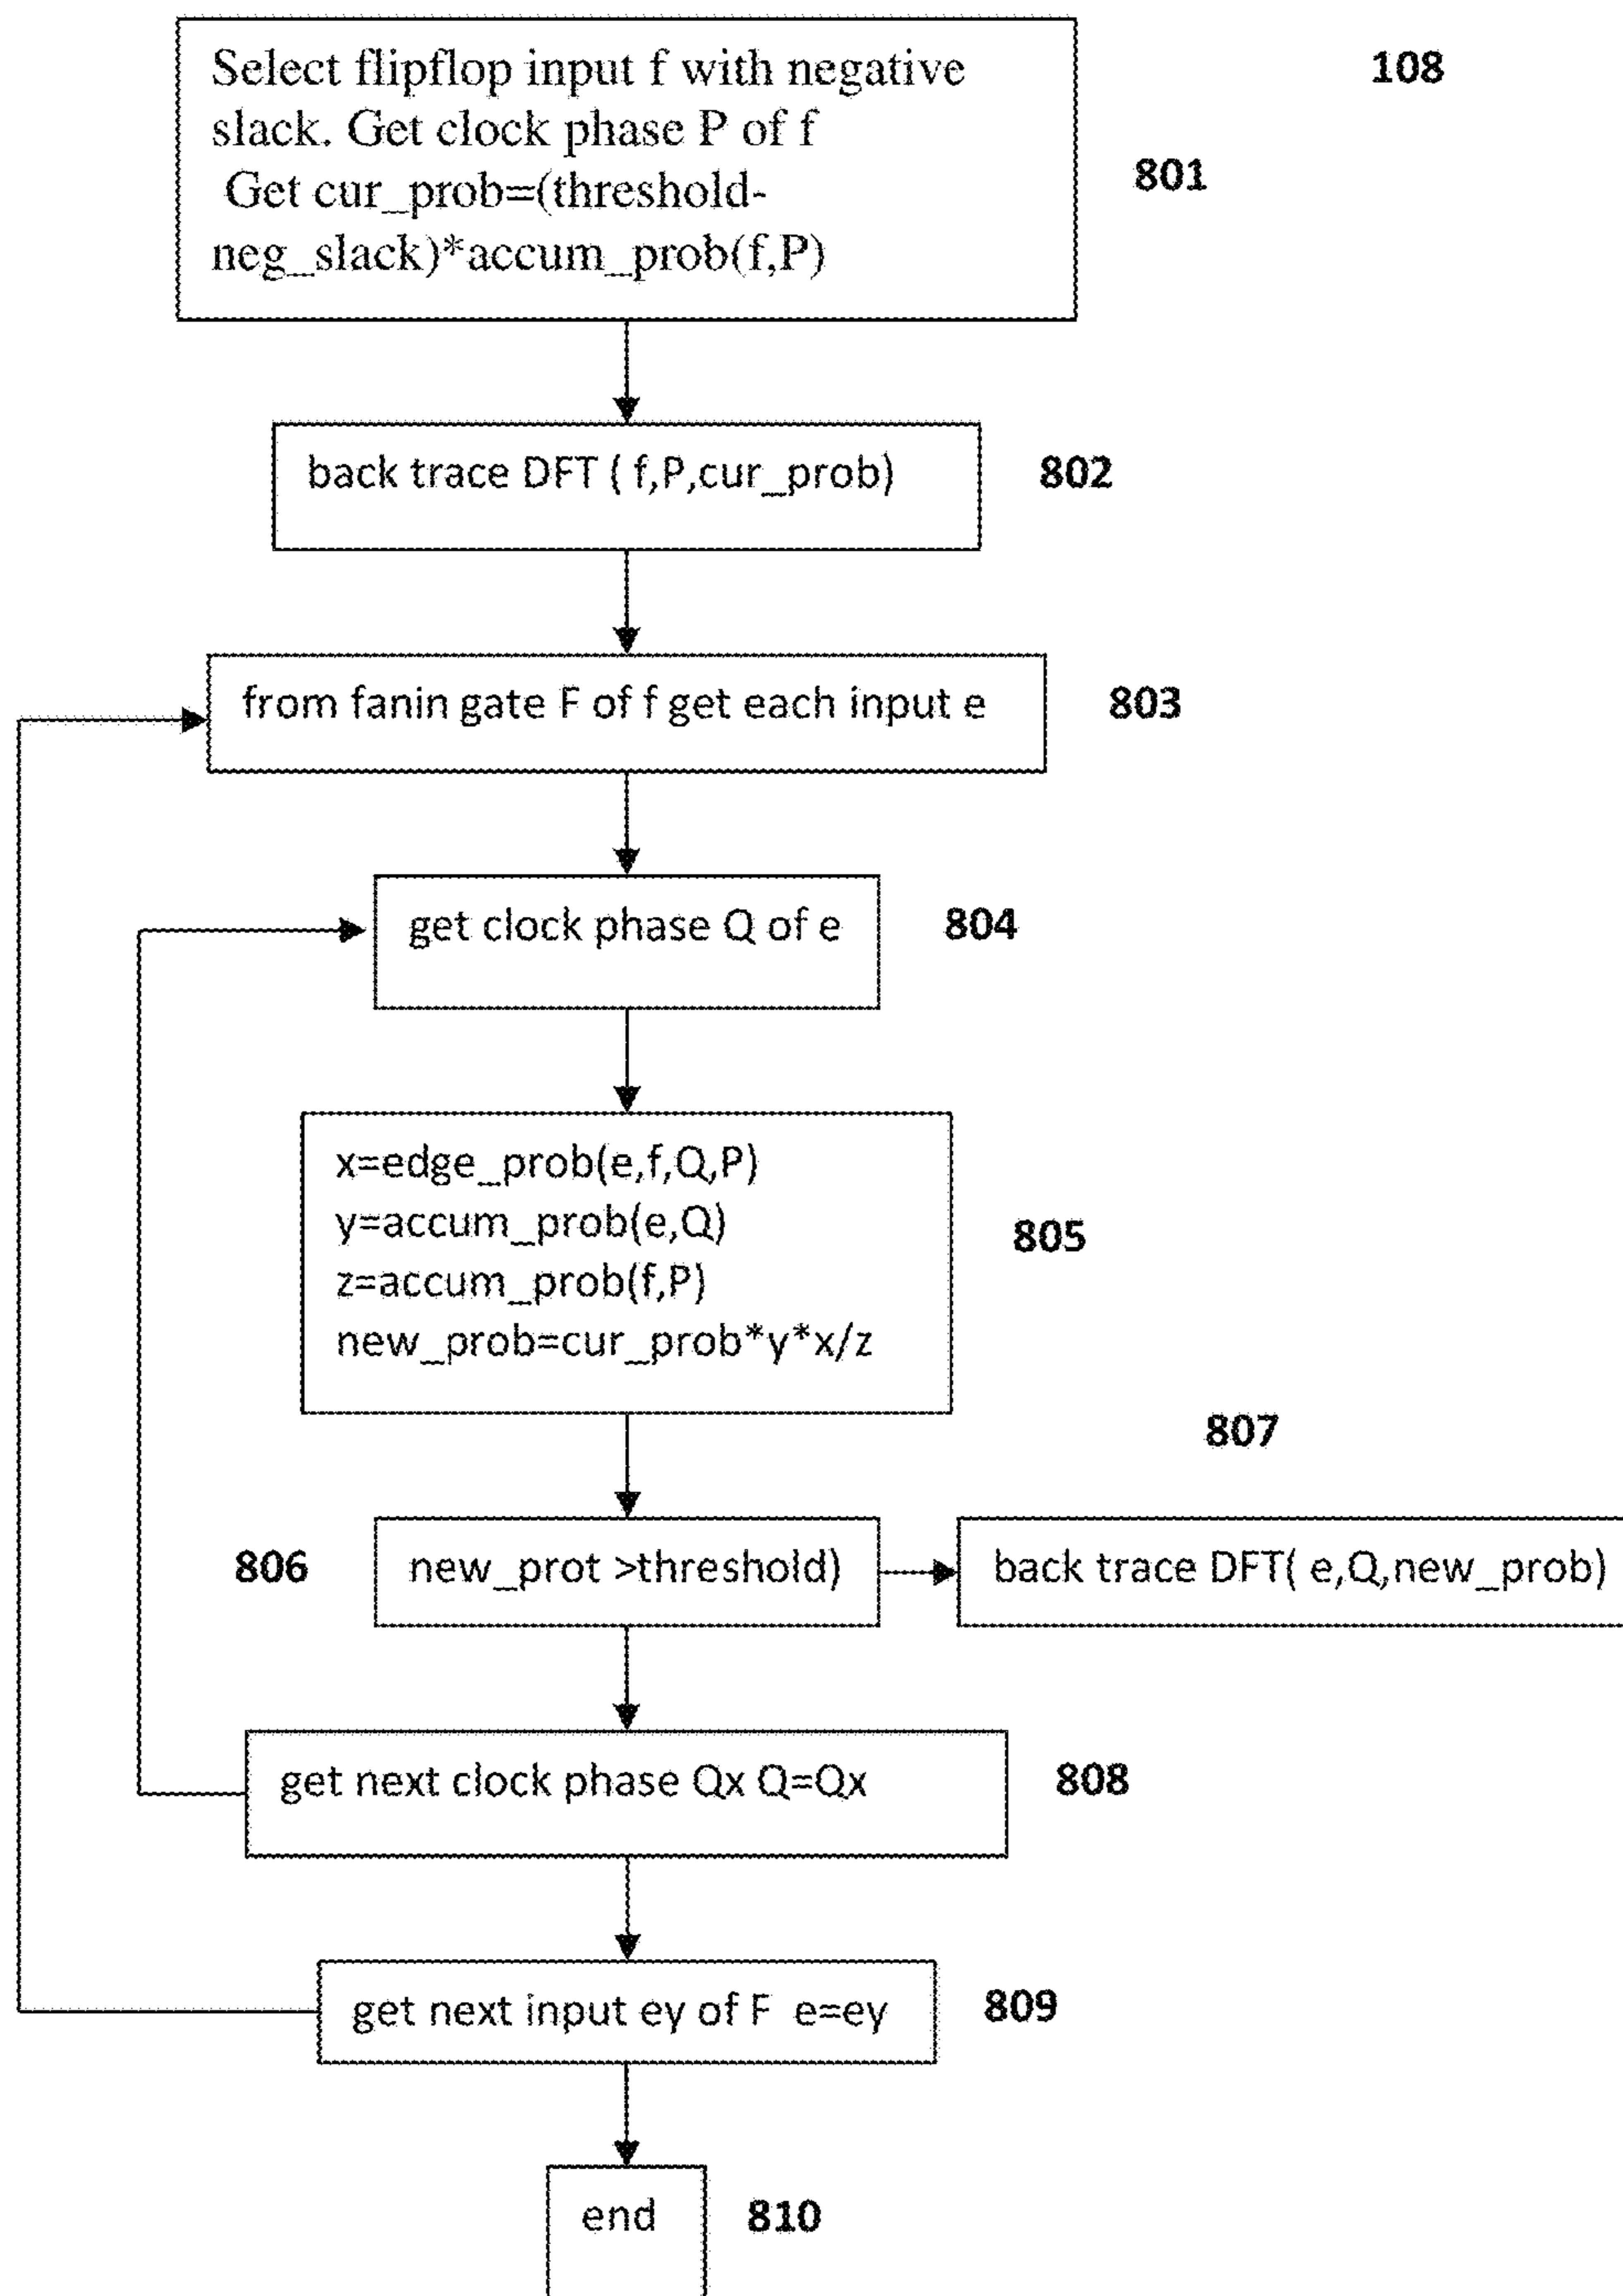 Select flipflop input f with negative
slack. Get clock phase P of f
Get cur_prob=(threshold-
neg_slack)*accum_prob(f,P)
108
801
back trace DFT ( f,P,cur_prob)
802
from fanin gate F of f get each input e
803
get clock phase Q of e
804
x=edge_prob(e,f,Q,P)
y=accum_prob(e,Q)
z=accum_prob(f,P)
new_prob=cur_prob*y*x/z
805
807
806
new_prot >threshold)
back trace DFT( e,Q,new_prob)
get next clock phase Qx Q=Qx
808
get next input ey of F e=ey
809
end
810